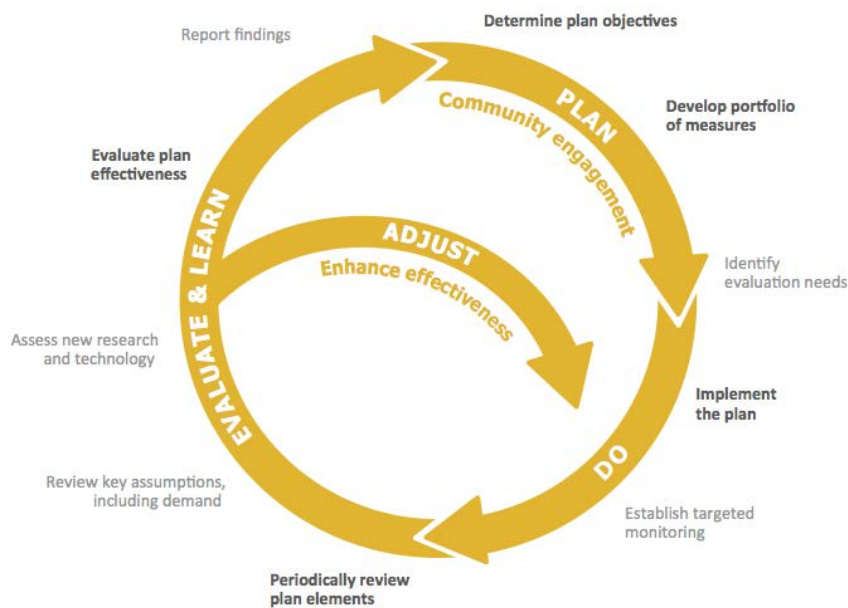 Report findings
Determine plan objectives
PLAN
Community engagement
Develop portfolio
of measures
Evaluate plan
effectiveness
EVALUATE & LEARN
ADJUST
Enhance effectiveness
Identify
evaluation needs
Assess new research
and technology
Implement
the plan
DO
Review key assumptions,
including demand
Establish targeted
monitoring
Periodically review
plan elements